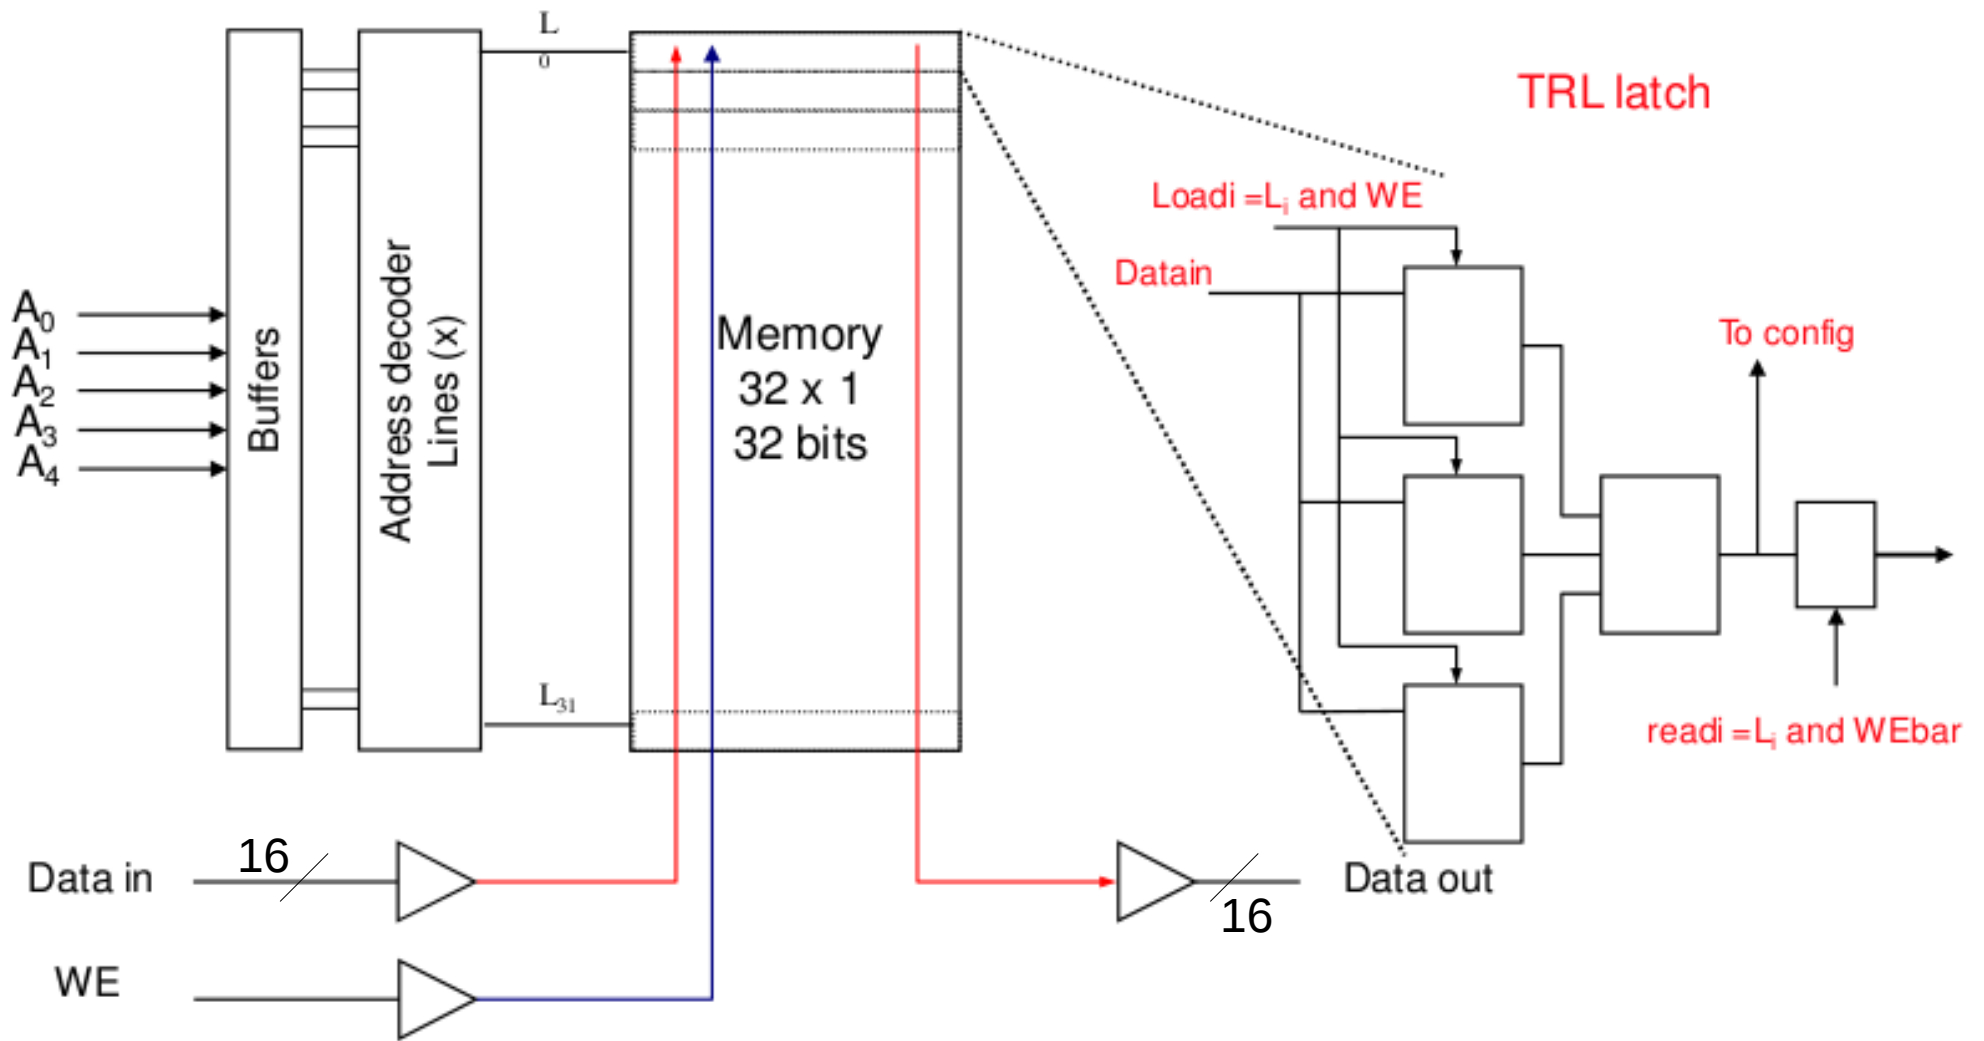 L
0
TRL latch
Loadi =Li and WE
Datain
A0
A1
A2
A3
A4
Buffers
Address decoder
Lines (x)
Memory
32 x 1
32 bits
To config
L31
readi =Li and WEbar
Data in
16
Data out
16
WE